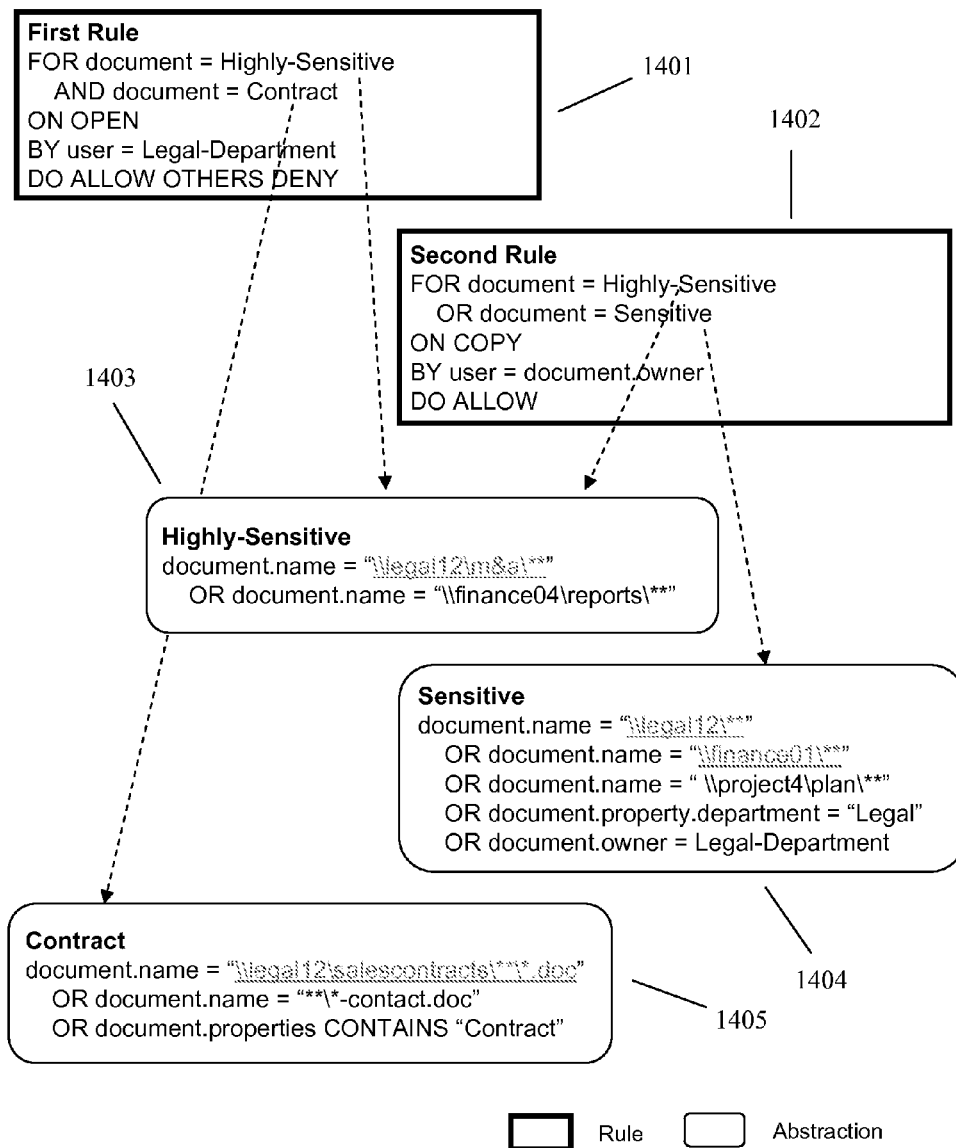 First Rule
FOR document = Highly-Sensitive
AND document = Contract
ON OPEN
BY user = Legal-Department
DO ALLOW OTHERS DENY
1401
1402
Second Rule
FOR document = Highly-Sensitive
OR document = Sensitive
ON COPY
BY user = document.owner
DO ALLOW
1403
Highly-Sensitive
document.name = “\\legal12\m&a\**”
OR document.name = “\\finance04\reports\**”
Sensitive
document.name = “\\legal12\**”
OR document.name = “\\finance01\**”
OR document.name = “ \\project4\plan\**”
OR document.property.department = “Legal”
OR document.owner = Legal-Department
1404
Contract
document.name = “\\legal12\salescontracts\**\*.doc”
OR document.name = “**\*-contact.doc”
OR document.properties CONTAINS “Contract”
1405
Rule
Abstraction